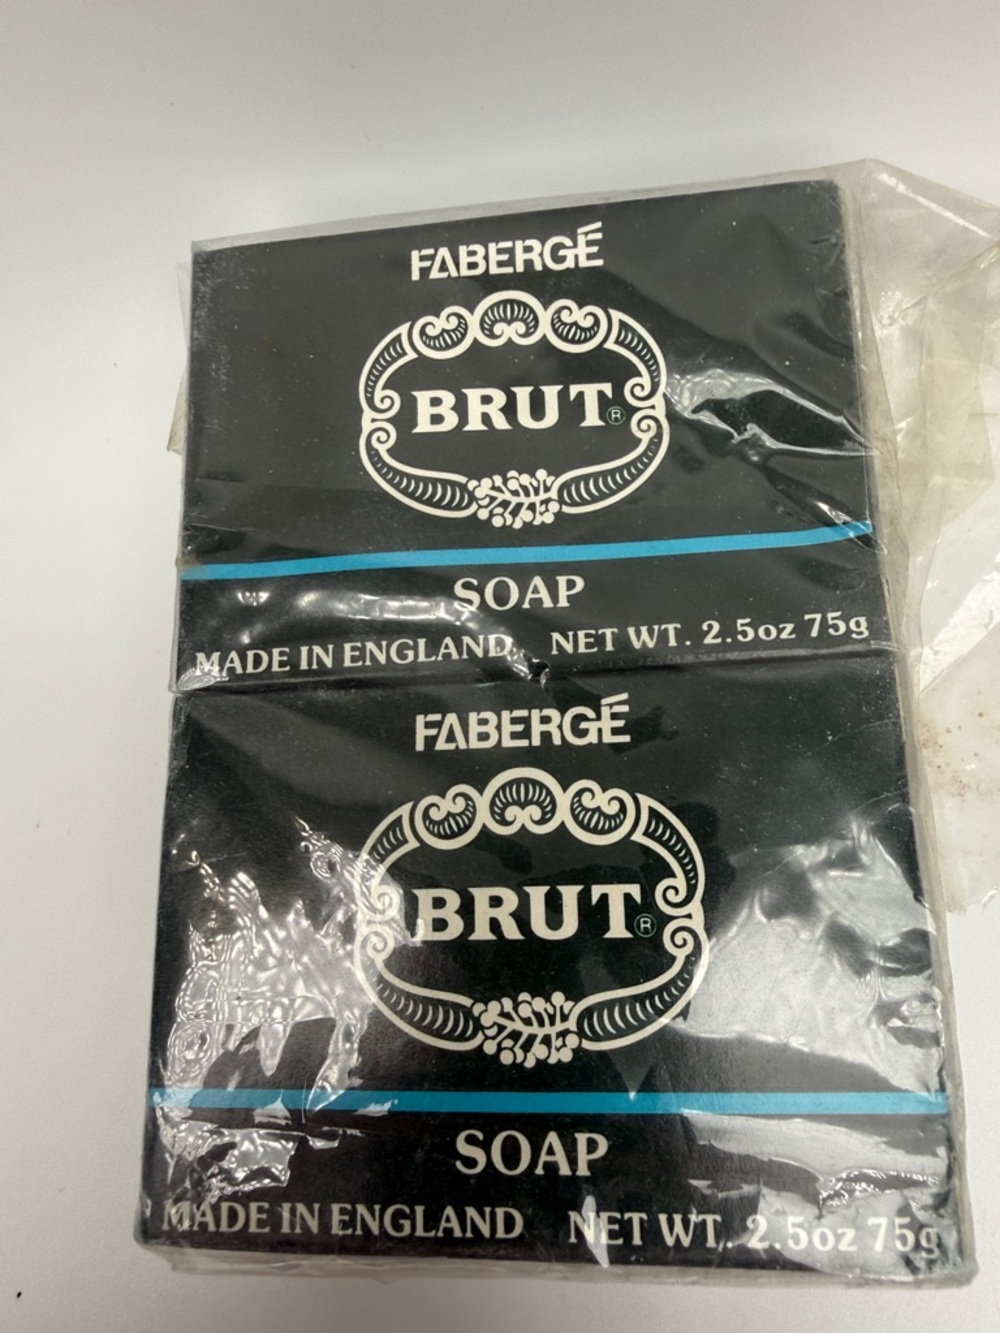 FABERGÉ
BRUT®
SOAP
MADE IN ENGLAND NET WT. 2.5oz 75g
FABERGÉ
BRUT®
SOAP
MADE IN ENGLAND NET WT. 2.5oz 75g